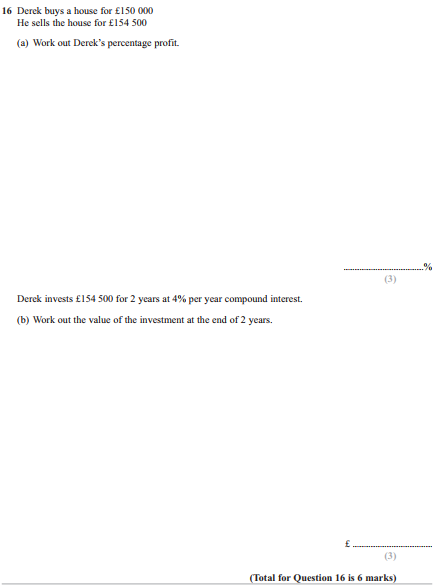 16 Derek buys a house for £150 000
He sells the house for £154 500
(a) Work out Derek's percentage profit.
..............................%
(3)
Derek invests £154 500 for 2 years at 4% per year compound interest.
(b) Work out the value of the investment at the end of 2 years.
£..............................
(3)
(Total for Question 16 is 6 marks)